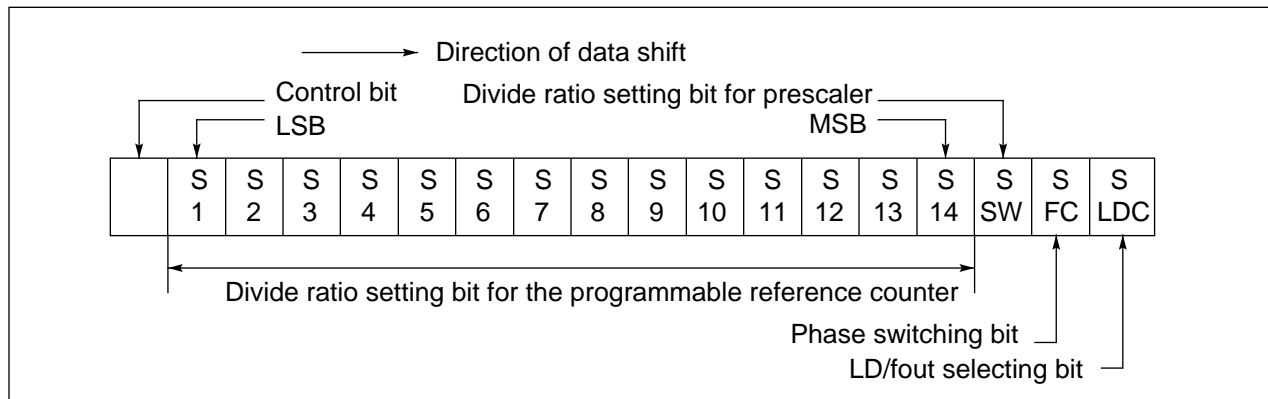 Direction of data shift
Control bit Divide ratio setting bit for prescaler
LSB MSB
S S S S S S S S S S S S S S S S S
1 2 3 4 5 6 7 8 9 10 11 12 13 14 SW FC LDC
Divide ratio setting bit for the programmable reference counter
Phase switching bit
LD/fout selecting bit